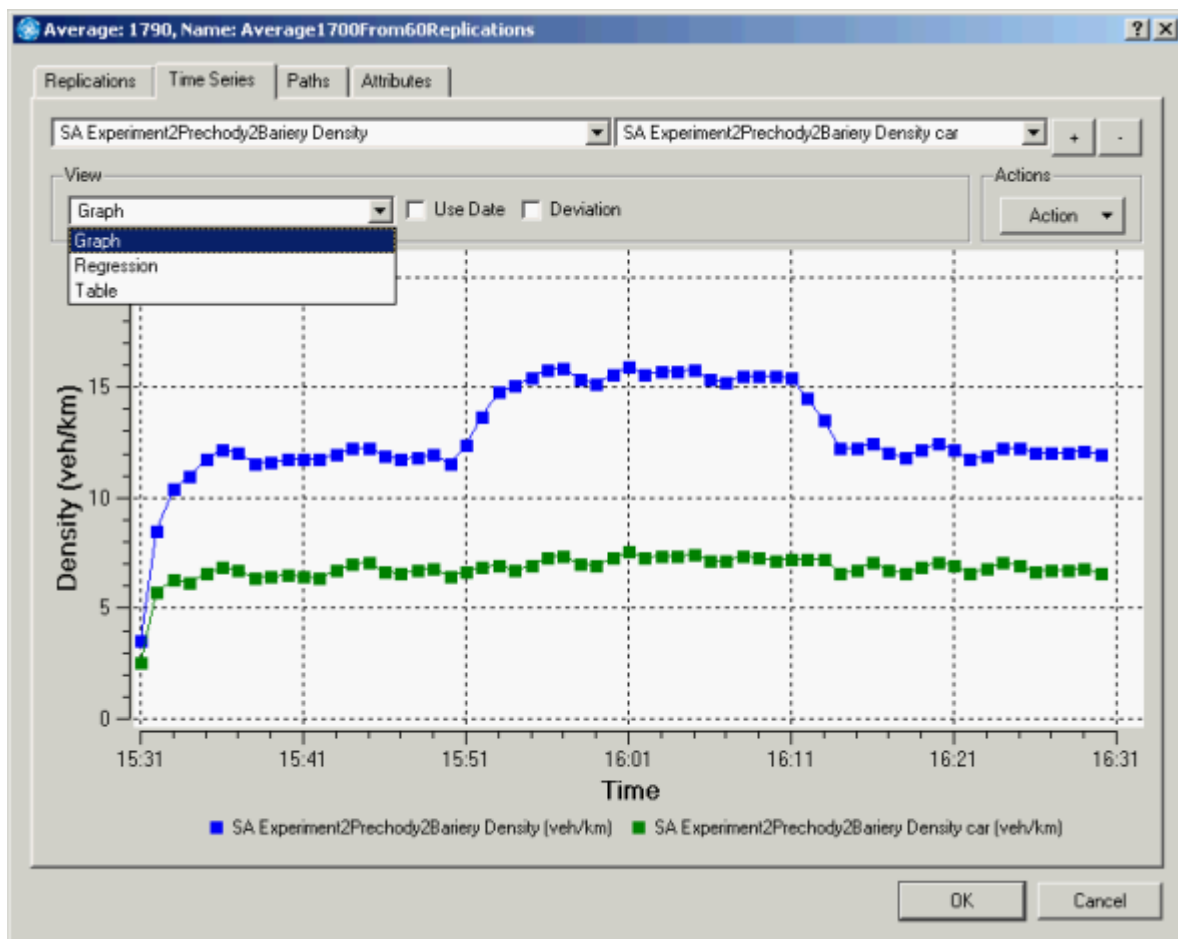 Average: 1790, Name: Average1700From60Replications
? X
Replications Time Series Paths Attributes
SA Experiment2Prechody2Bariery Density SA Experiment2Prechody2Bariery Density car + -
View Actions
Graph Use Date Deviation Action
Graph
Regression
Table
Density (veh/km)
15
10
5
0
15:31 15:41 15:51 16:01 16:11 16:21 16:31
Time
SA Experiment2Prechody2Bariery Density (veh/km) SA Experiment2Prechody2Bariery Density car (veh/km)
OK Cancel